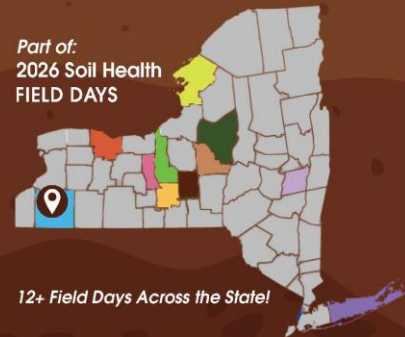 Part of:
2026 Soil Health
FIELD DAYS
12+ Field Days Across the State!